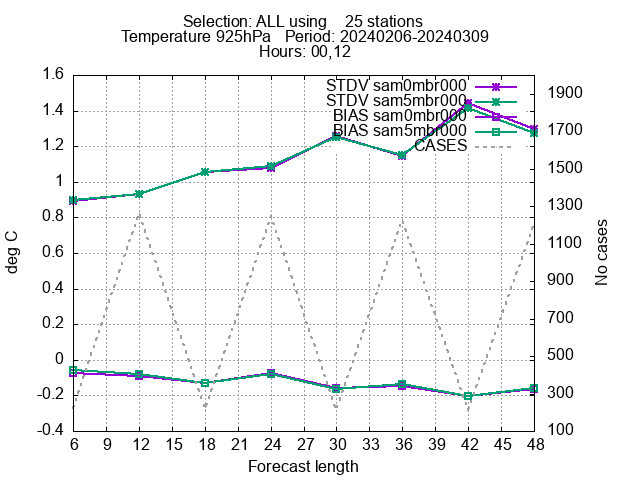 Selection: ALL using    25 stations
Temperature 925hPa   Period: 20240206-20240309
Hours: 00,12
STDV sam0mbr000
STDV sam5mbr000
BIAS sam0mbr000
BIAS sam5mbr000
CASES
deg C
1.6
1.4
1.2
1
0.8
0.6
0.4
0.2
0
-0.2
-0.4
1900
1700
1500
1300
1100
900
700
500
300
100
No cases
6 9 12 15 18 21 24 27 30 33 36 39 42 45 48
Forecast length